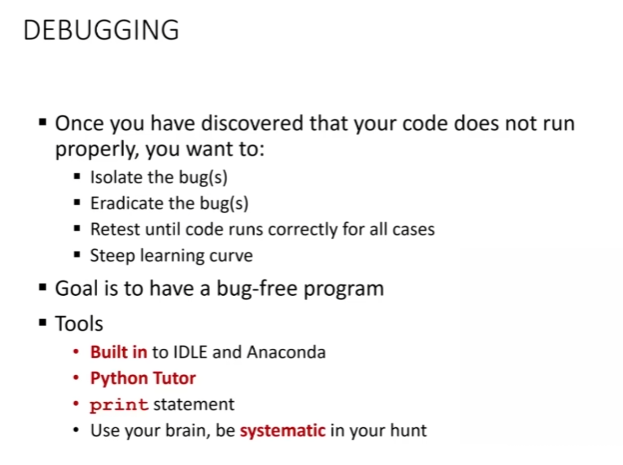 DEBUGGING
▪ Once you have discovered that your code does not run
properly, you want to:
▪ Isolate the bug(s)
▪ Eradicate the bug(s)
▪ Retest until code runs correctly for all cases
▪ Steep learning curve
▪ Goal is to have a bug-free program
▪ Tools
• Built in to IDLE and Anaconda
• Python Tutor
• print statement
• Use your brain, be systematic in your hunt